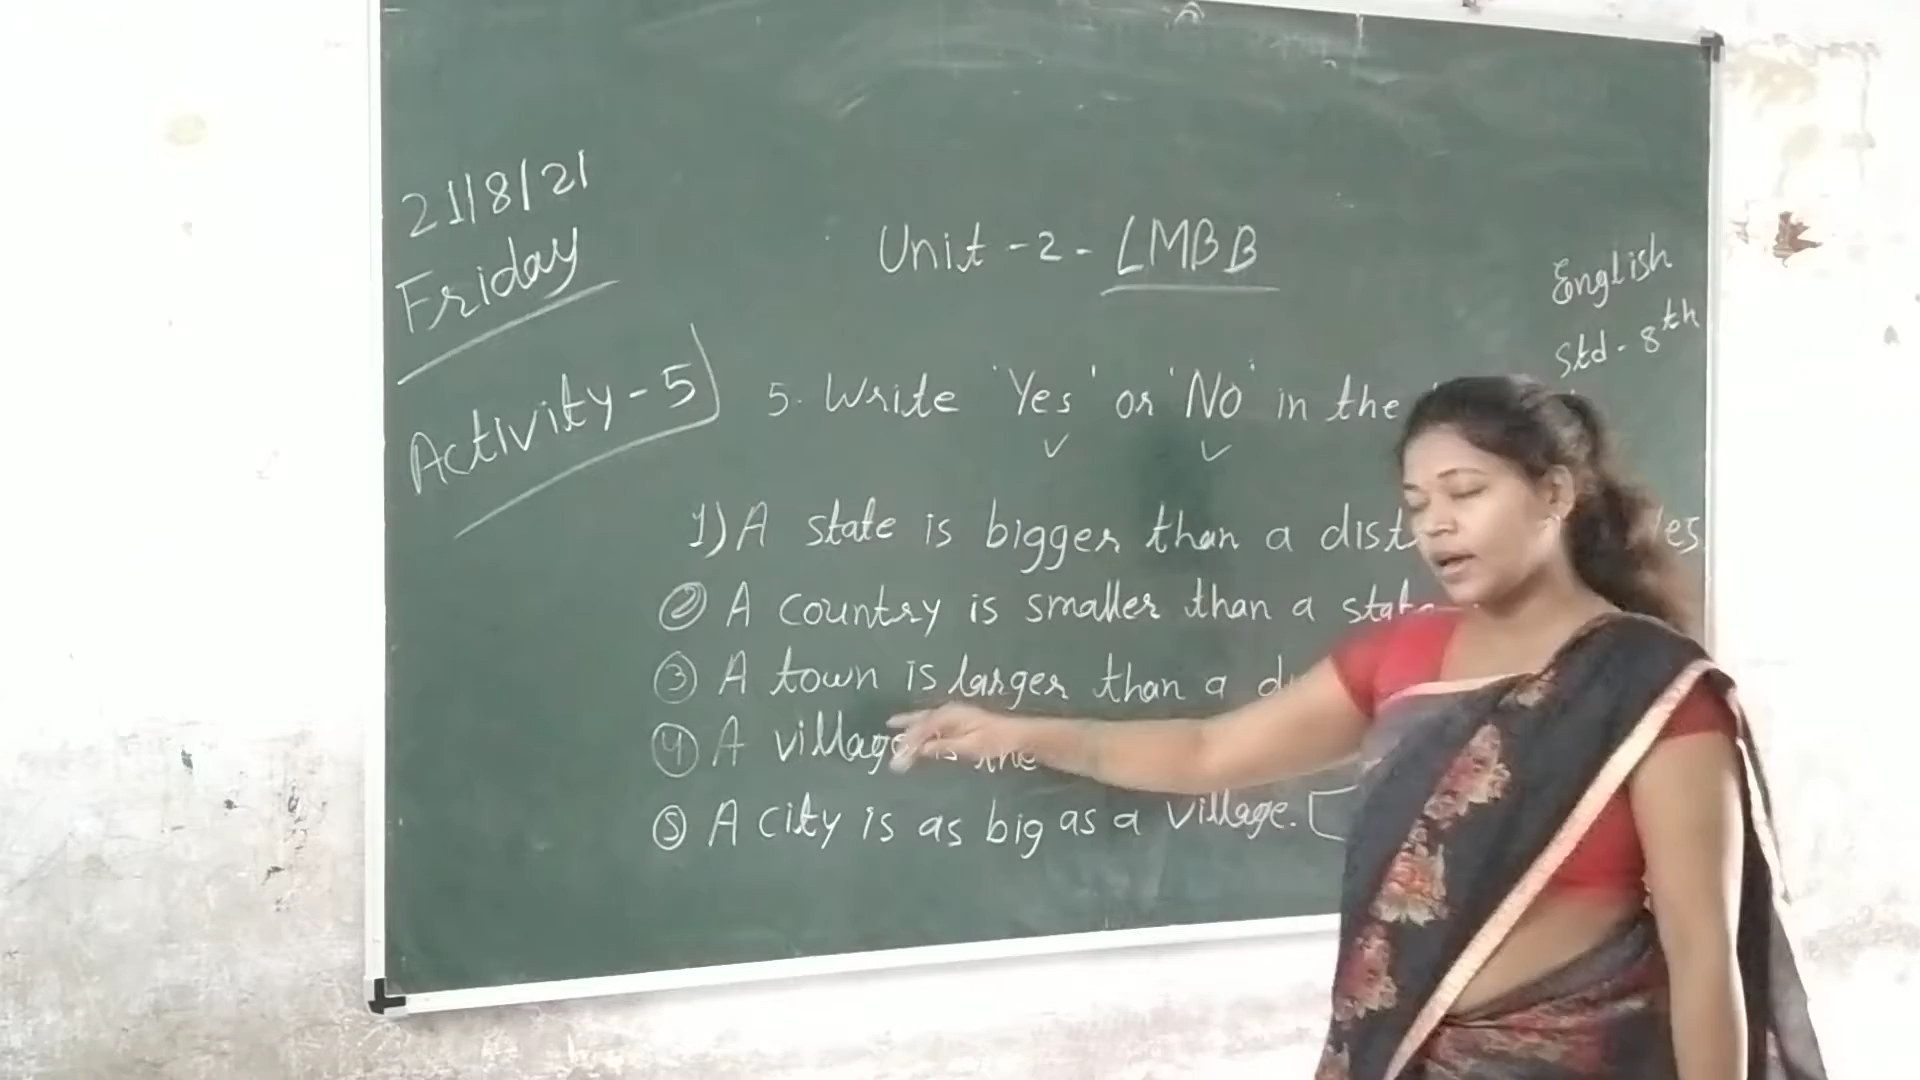 21/8/21
Friday
Activity-5
Unit-2-LMBB
English
Std-8th
5. Write 'Yes' or 'No' in the
1) A state is bigger than a
② A country is smaller than a
③ A town is larger than a
④ A village is the
⑤ A city is as big as a village.